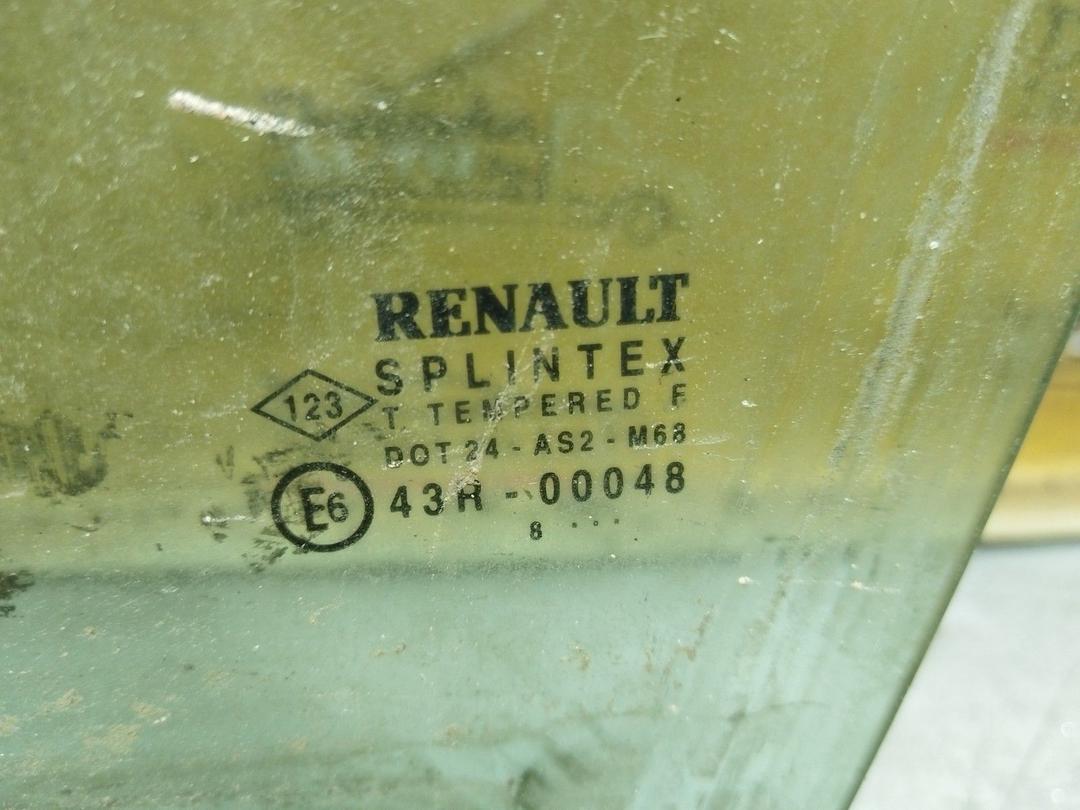 RENAULT
SPLINTEX
123
T TEMPERED F
DOT 24 - AS2 - M68
E6 43R - 00048
8 ...